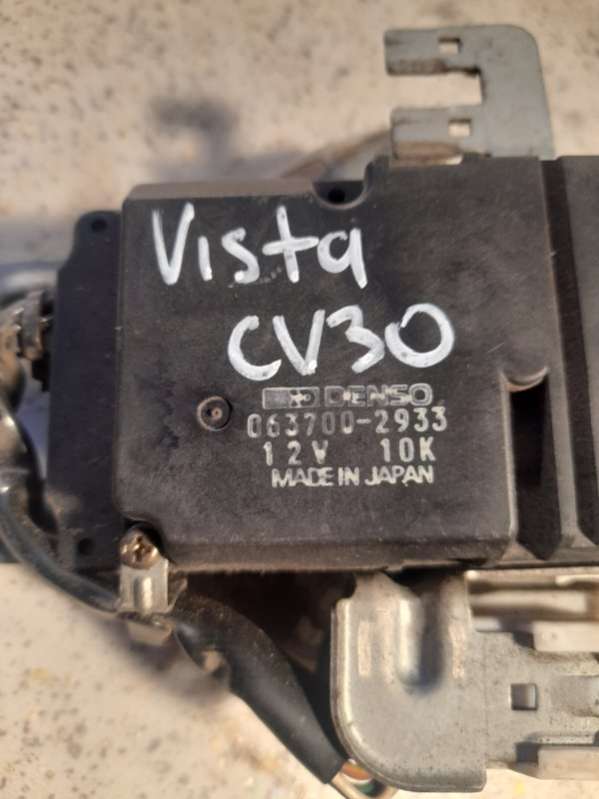 Vista
CV30
DENSO
063700-2933
12V 10K
MADE IN JAPAN